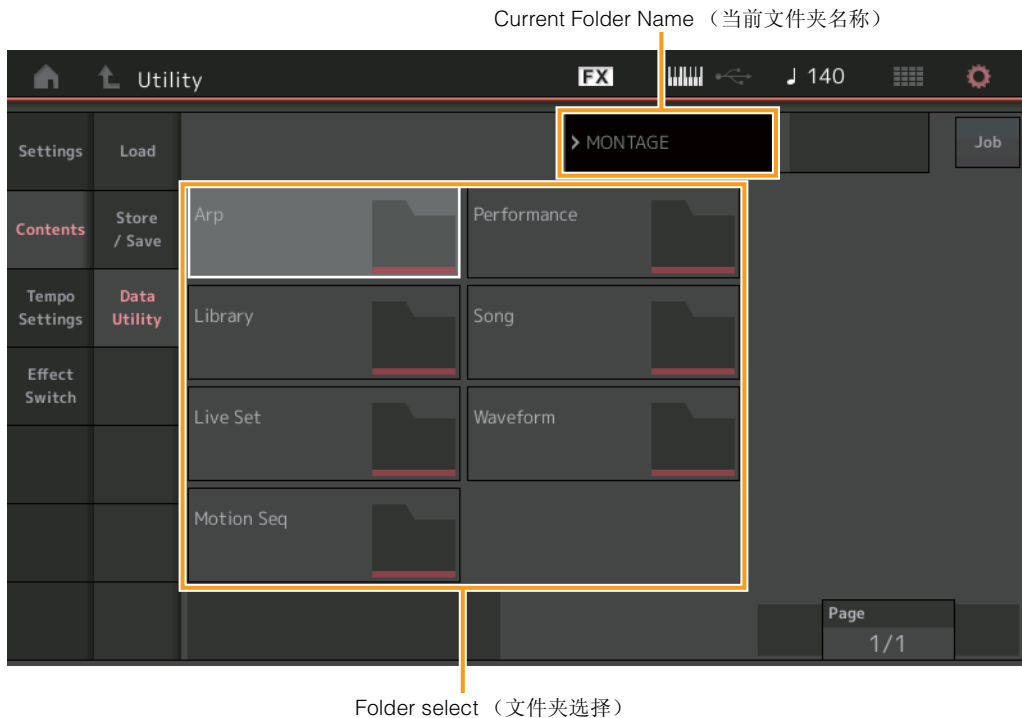 Current Folder Name （当前文件夹名称）
Utility
FX
140
Settings
Load
> MONTAGE
Job
Contents
Store
/ Save
Arp
Performance
Tempo
Settings
Data
Utility
Library
Song
Effect
Switch
Live Set
Waveform
Motion Seq
Page
1/1
Folder select （文件夹选择）